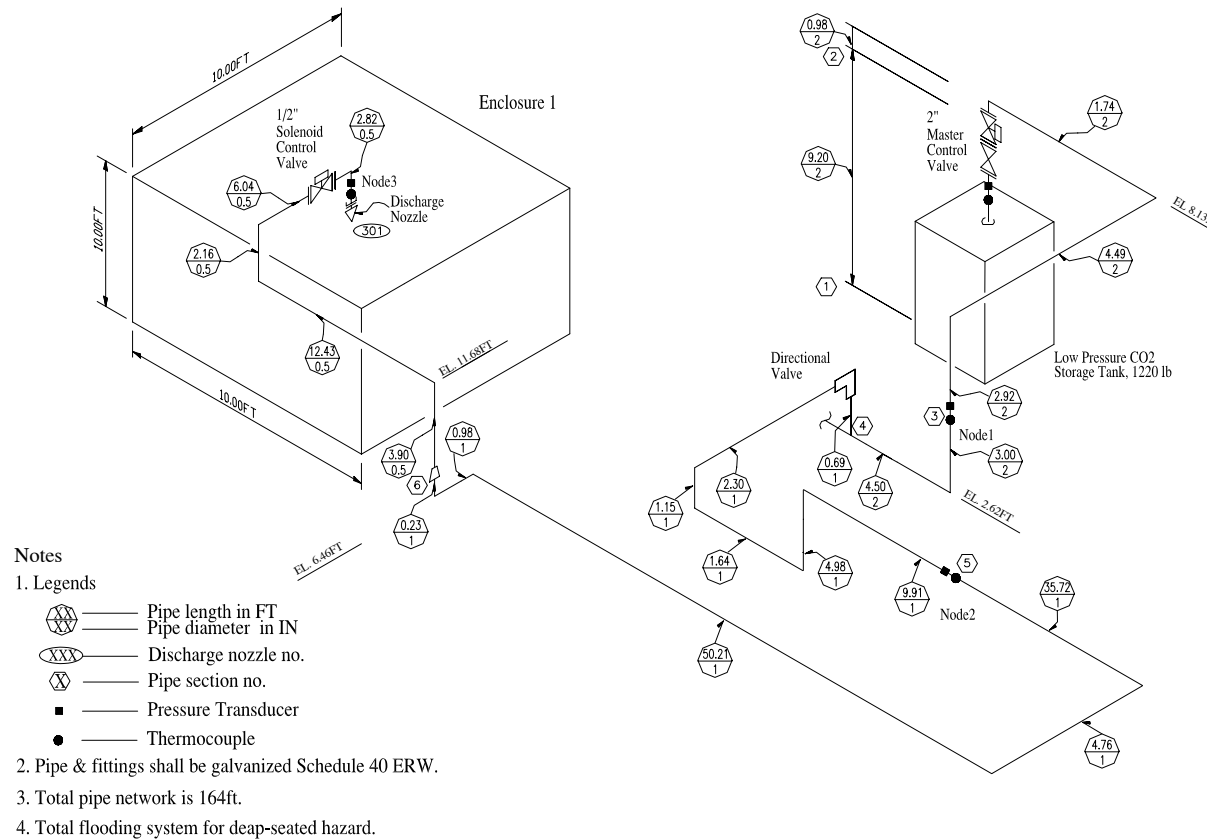 10.00FT
Enclosure 1
1/2"
Solenoid
Control
Valve
2.82
0.5
Node3
6.04
0.5
Discharge
Nozzle
301
10.00FT
2.16
0.5
12.43
0.5
EL. 11.68FT
10.00FT
3.90
0.5
0.98
1
6
0.23
1
EL. 6.46FT
0.98
2
2
2"
Master
Control
Valve
1.74
2
9.20
2
EL 8.13
4.49
2
1
Low Pressure CO2
Storage Tank, 1220 lb
Directional
Valve
2.92
2
3
Node1
4
3.00
2
0.69
1
4.50
2
2.30
1
1.15
1
EL. 2.62FT
1.64
1
4.98
1
5
9.91
1
Node2
35.72
1
50.21
1
4.76
1
Notes
1. Legends
XX
XX
Pipe length in FT
Pipe diameter in IN
XXX
Discharge nozzle no.
X
Pipe section no.
Pressure Transducer
Thermocouple
2. Pipe & fittings shall be galvanized Schedule 40 ERW.
3. Total pipe network is 164ft.
4. Total flooding system for deap-seated hazard.